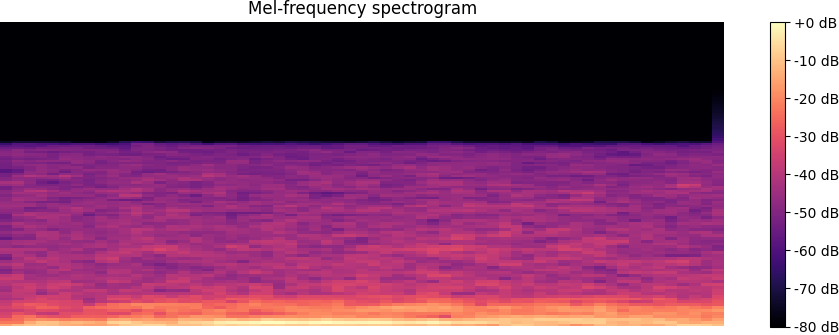 Mel-frequency spectrogram
+0 dB
-10 dB
-20 dB
-30 dB
-40 dB
-50 dB
-60 dB
-70 dB
-80 dB